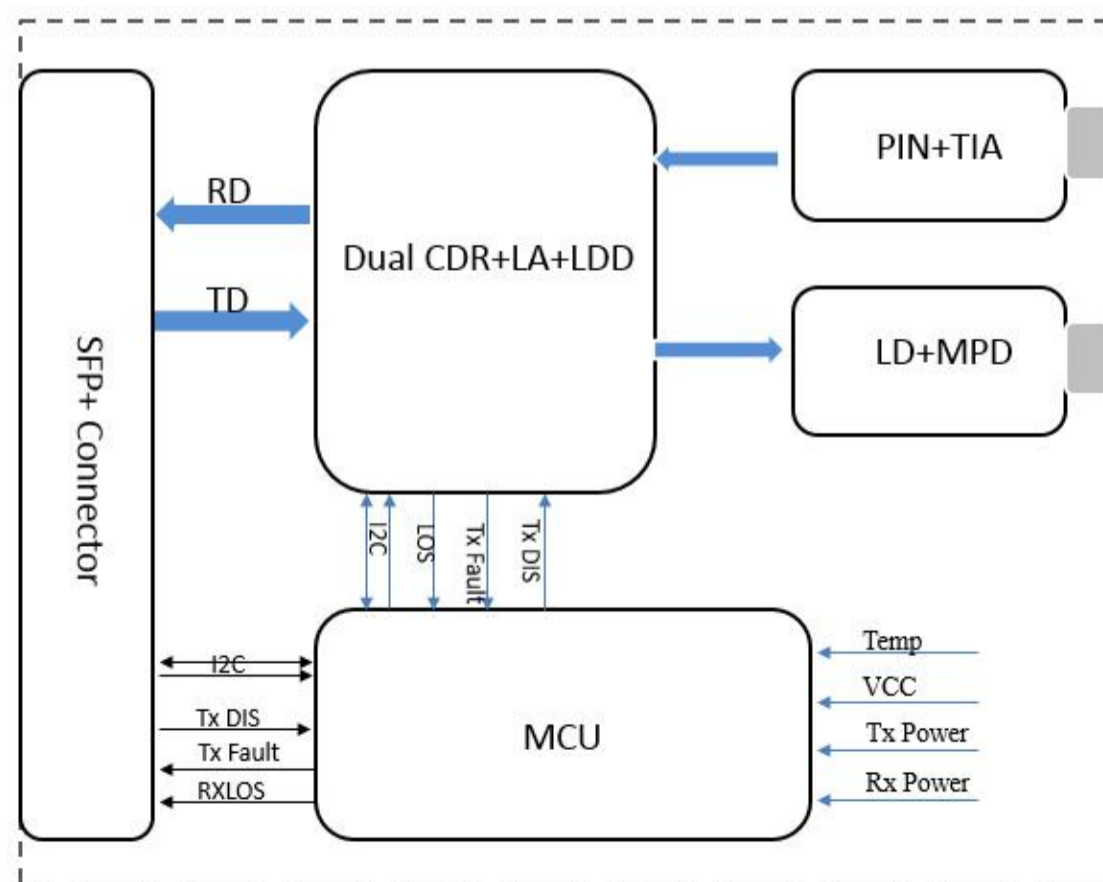 PIN+TIA
RD
Dual CDR+LA+LDD
TD
LD+MPD
SFP+ Connector
I2C
LOS
Tx Fault
Tx DIS
Temp
I2C
VCC
Tx DIS
MCU
Tx Power
Tx Fault
Rx Power
RXLOS